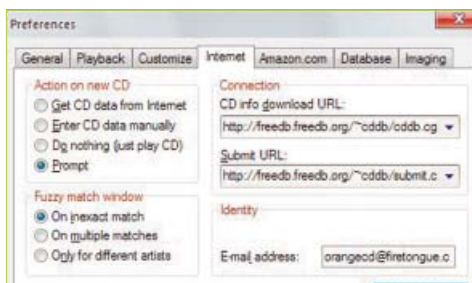 Preferences
General Playback Customize Internet Amazon.com Database Imaging
Action on new CD
Get CD data from Internet
Enter CD data manually
Do nothing (just play CD)
Prompt
Fuzzy match window
On inexact match
On multiple matches
Only for different artists
Connection
CD info download URL:
http://freedb.freedb.org/~cddb/cddb.cg
Submit URL:
http://freedb.freedb.org/~cddb/submit.c
Identity
E-mail address: orangecd@firetongue.c